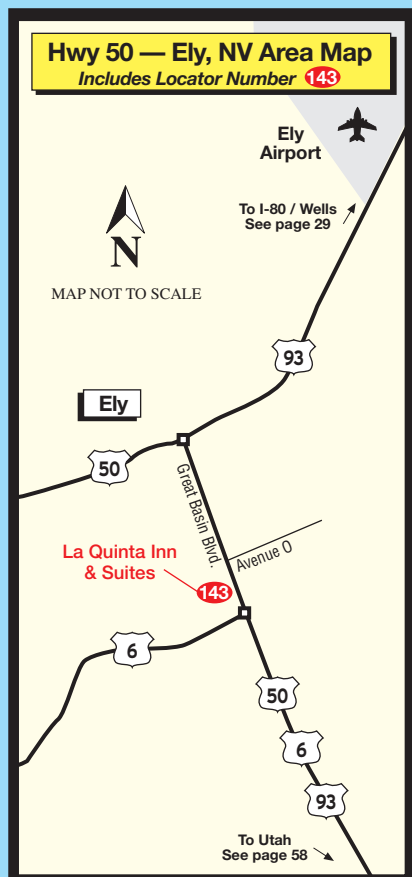 Hwy 50 — Ely, NV Area Map
Includes Locator Number 143
Ely
Airport
To I-80 / Wells
See page 29
N
MAP NOT TO SCALE
93
Ely
50
Great Basin Blvd.
Avenue O
La Quinta Inn
& Suites
143
6
50
6
93
To Utah
See page 58